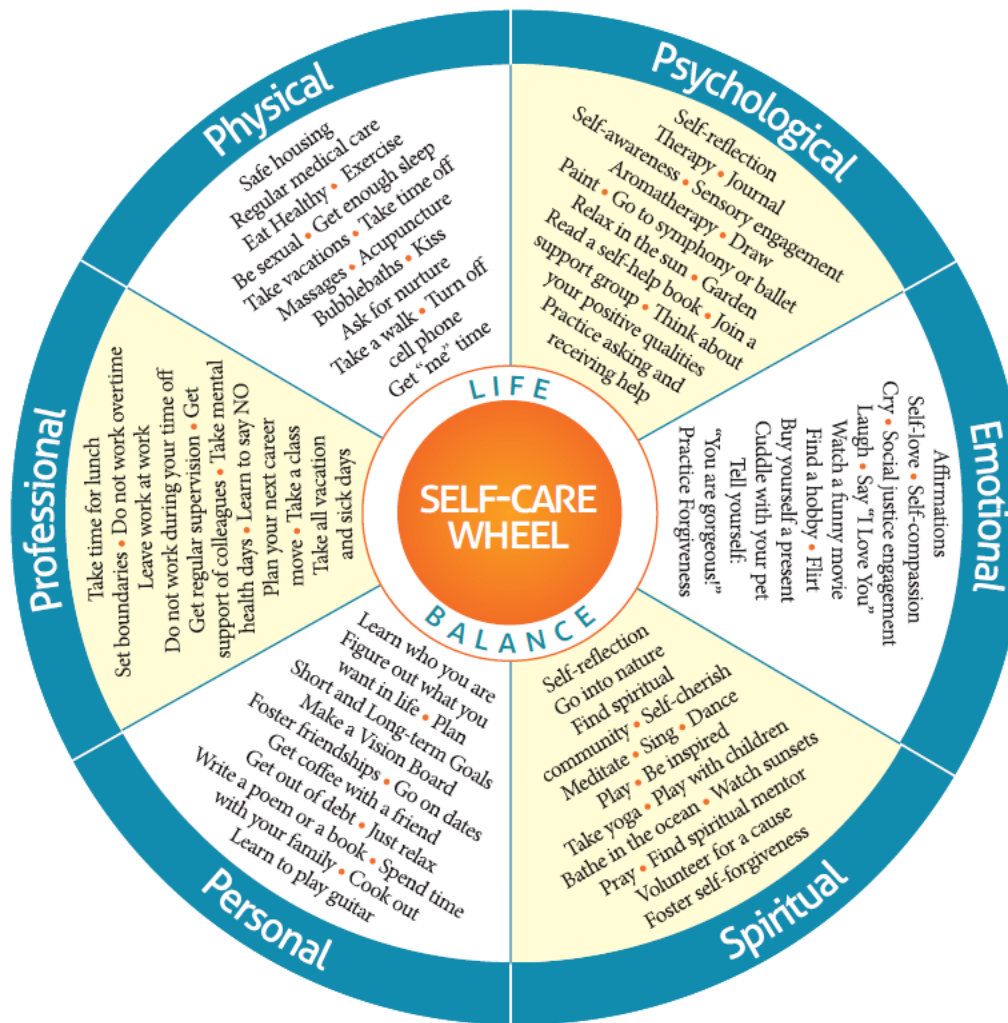 Physical
Safe housing
Regular medical care
Eat Healthy • Exercise
Be sexual • Get enough sleep
Take vacations • Take time off
Massages • Acupuncture
Bubblebaths • Kiss
Ask for nurture
Take a walk • Turn off
cell phone
Get “me” time
Psychological
Self-reflection
Therapy • Journal
Self-awareness • Sensory engagement
Aromatherapy • Draw
Paint • Go to symphony or ballet
Relax in the sun • Garden
Read a self-help book • Join a
support group • Think about
your positive qualities
Practice asking and
receiving help
Emotional
Affirmations
Self-love • Self-compassion
Cry • Social justice engagement
Laugh • Say “I Love You”
Watch a funny movie
Find a hobby • Flirt
Buy yourself a present
Cuddle with your pet
Tell yourself:
“You are gorgeous!”
Practice Forgiveness
Spiritual
Self-reflection
Go into nature
Find spiritual
community • Self-cherish
Meditate • Sing • Dance
Play • Be inspired
Take yoga • Play with children
Bathe in the ocean • Watch sunsets
Pray • Find spiritual mentor
Volunteer for a cause
Foster self-forgiveness
Personal
Learn who you are
Figure out what you
want in life • Plan
Short and Long-term Goals
Make a Vision Board
Foster friendships • Go on dates
Get coffee with a friend
Get out of debt • Just relax
Write a poem or a book • Spend time
with your family • Cook out
Learn to play guitar
Professional
Take time for lunch
Set boundaries • Do not work overtime
Leave work at work
Do not work during your time off
Get regular supervision • Get
support of colleagues • Take mental
health days • Learn to say NO
Plan your next career
move • Take a class
Take all vacation
and sick days
LIFE
SELF-CARE
WHEEL
BALANCE